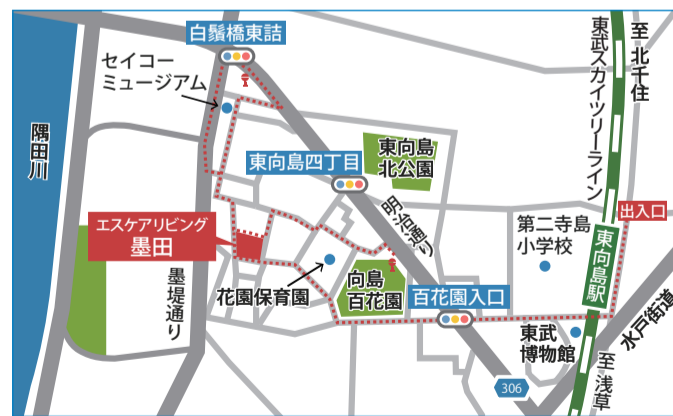 白鬚橋東詰
セイコー
ミュージアム
隅田川
東向島
北公園
東向島四丁目
明治通り
至北千住
東武スカイツリーライン
出入口
エスケアリビング
墨田
第二寺島
小学校
東向島駅
墨堤通り
花園保育園
向島
百花園
百花園入口
水戸街道
東武
博物館
至浅草
306